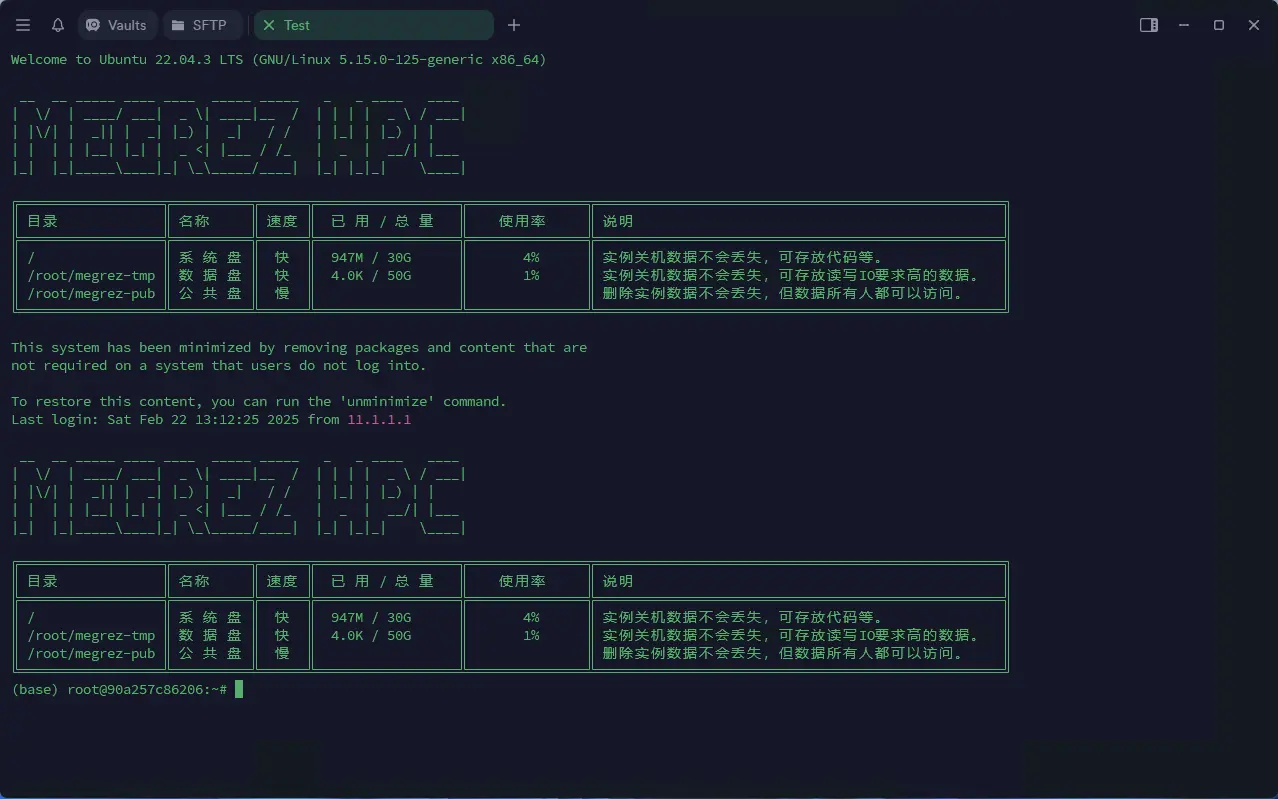 Vaults SFTP Test
Welcome to Ubuntu 22.04.3 LTS (GNU/Linux 5.15.0-125-generic x86_64)
MEGREZ HPC
目录 名称 速度 已 用 / 总 量 使用率 说明
/ 系 统 盘 快 947M / 30G 4% 实例关机数据不会丢失，可存放代码等。
/root/megrez-tmp 数 据 盘 快 4.0K / 50G 1% 实例关机数据不会丢失，可存放读写IO要求高的数据。
/root/megrez-pub 公 共 盘 慢 删除实例数据不会丢失，但数据所有人都可以访问。
This system has been minimized by removing packages and content that are
not required on a system that users do not log into.
To restore this content, you can run the 'unminimize' command.
Last login: Sat Feb 22 13:12:25 2025 from 11.1.1.1
MEGREZ HPC
目录 名称 速度 已 用 / 总 量 使用率 说明
/ 系 统 盘 快 947M / 30G 4% 实例关机数据不会丢失，可存放代码等。
/root/megrez-tmp 数 据 盘 快 4.0K / 50G 1% 实例关机数据不会丢失，可存放读写IO要求高的数据。
/root/megrez-pub 公 共 盘 慢 删除实例数据不会丢失，但数据所有人都可以访问。
(base) root@90a257c86206:~#